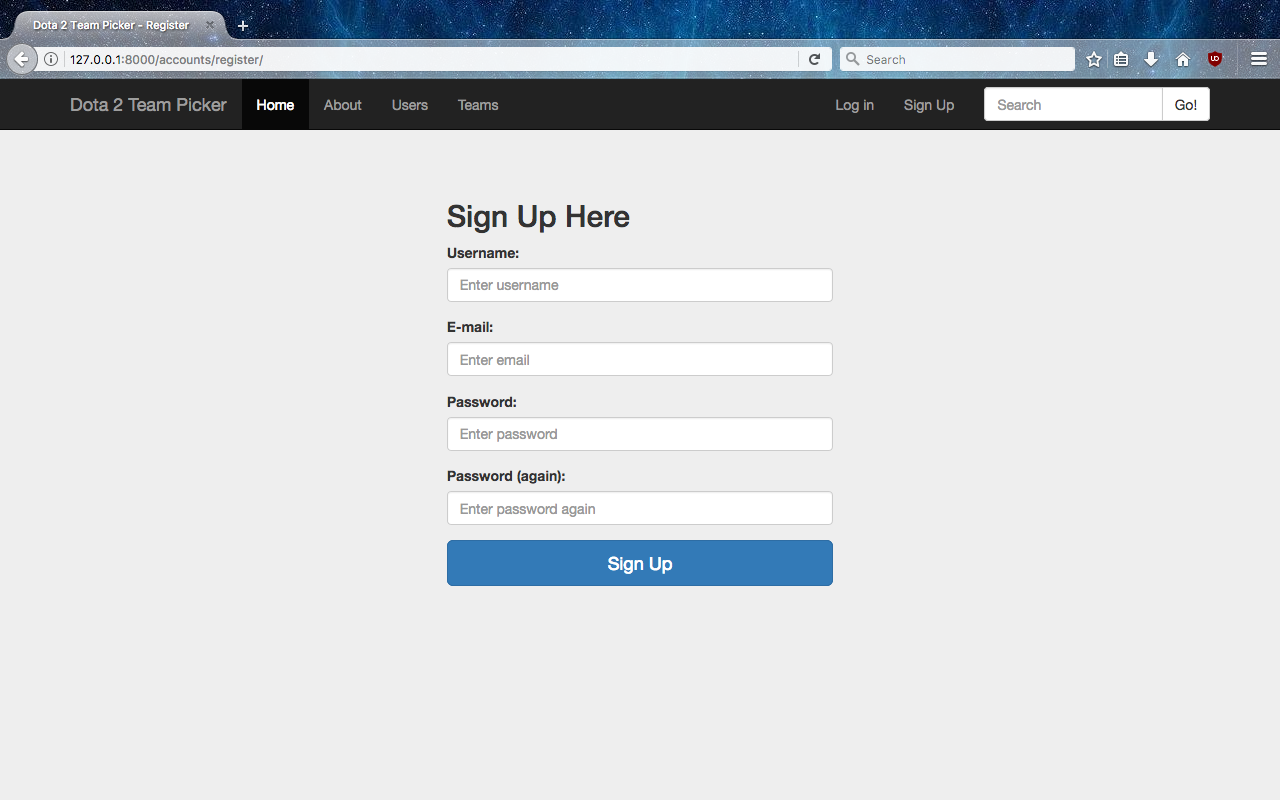 Dota 2 Team Picker - Register
127.0.0.1:8000/accounts/register/
Search
Dota 2 Team Picker Home About Users Teams Log in Sign Up Search Go!
Sign Up Here
Username:
Enter username
E-mail:
Enter email
Password:
Enter password
Password (again):
Enter password again
Sign Up